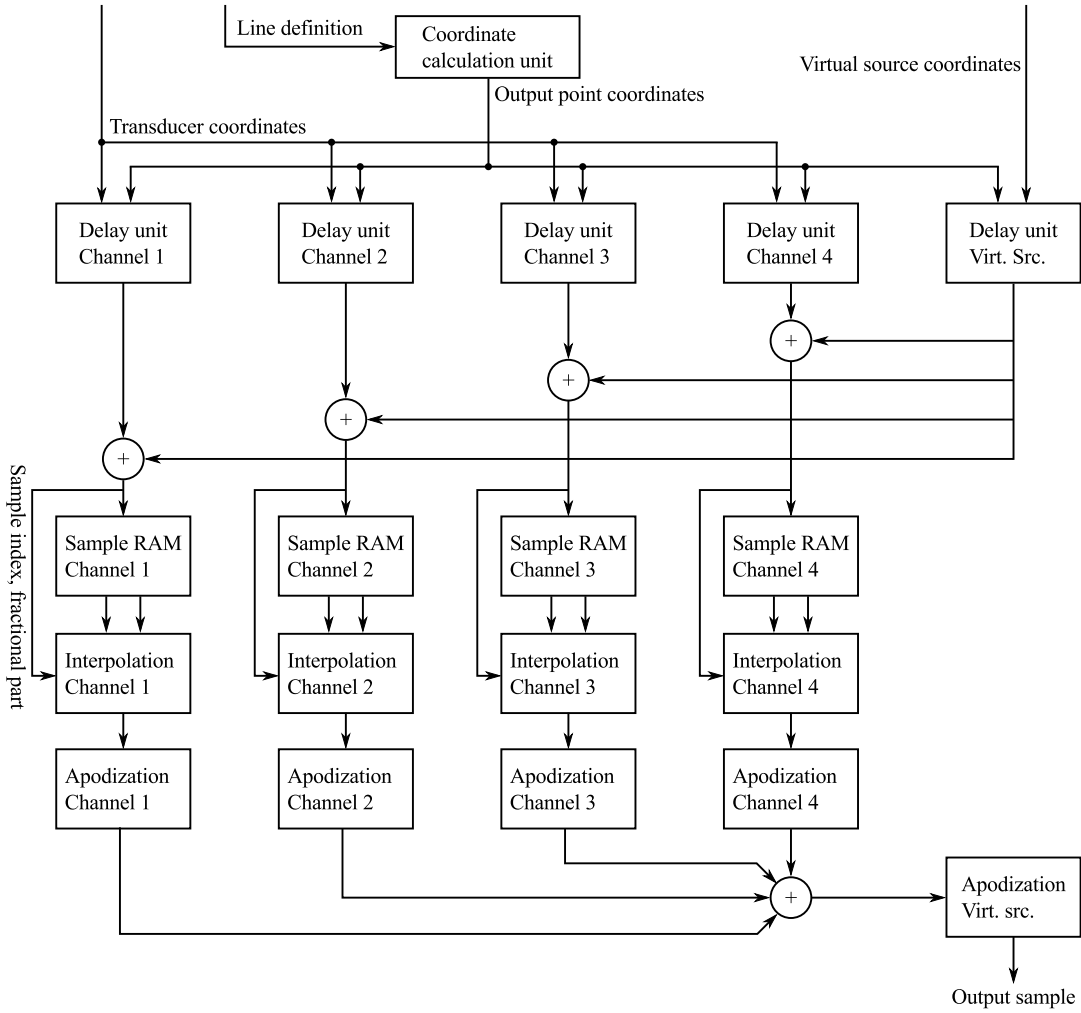 Line definition
Coordinate
calculation unit
Virtual source coordinates
Output point coordinates
Transducer coordinates
Delay unit
Channel 1
Delay unit
Channel 2
Delay unit
Channel 3
Delay unit
Channel 4
Delay unit
Virt. Src.
+
+
+
+
Sample index, fractional part
Sample RAM
Channel 1
Sample RAM
Channel 2
Sample RAM
Channel 3
Sample RAM
Channel 4
Interpolation
Channel 1
Interpolation
Channel 2
Interpolation
Channel 3
Interpolation
Channel 4
Apodization
Channel 1
Apodization
Channel 2
Apodization
Channel 3
Apodization
Channel 4
+
Apodization
Virt. src.
Output sample